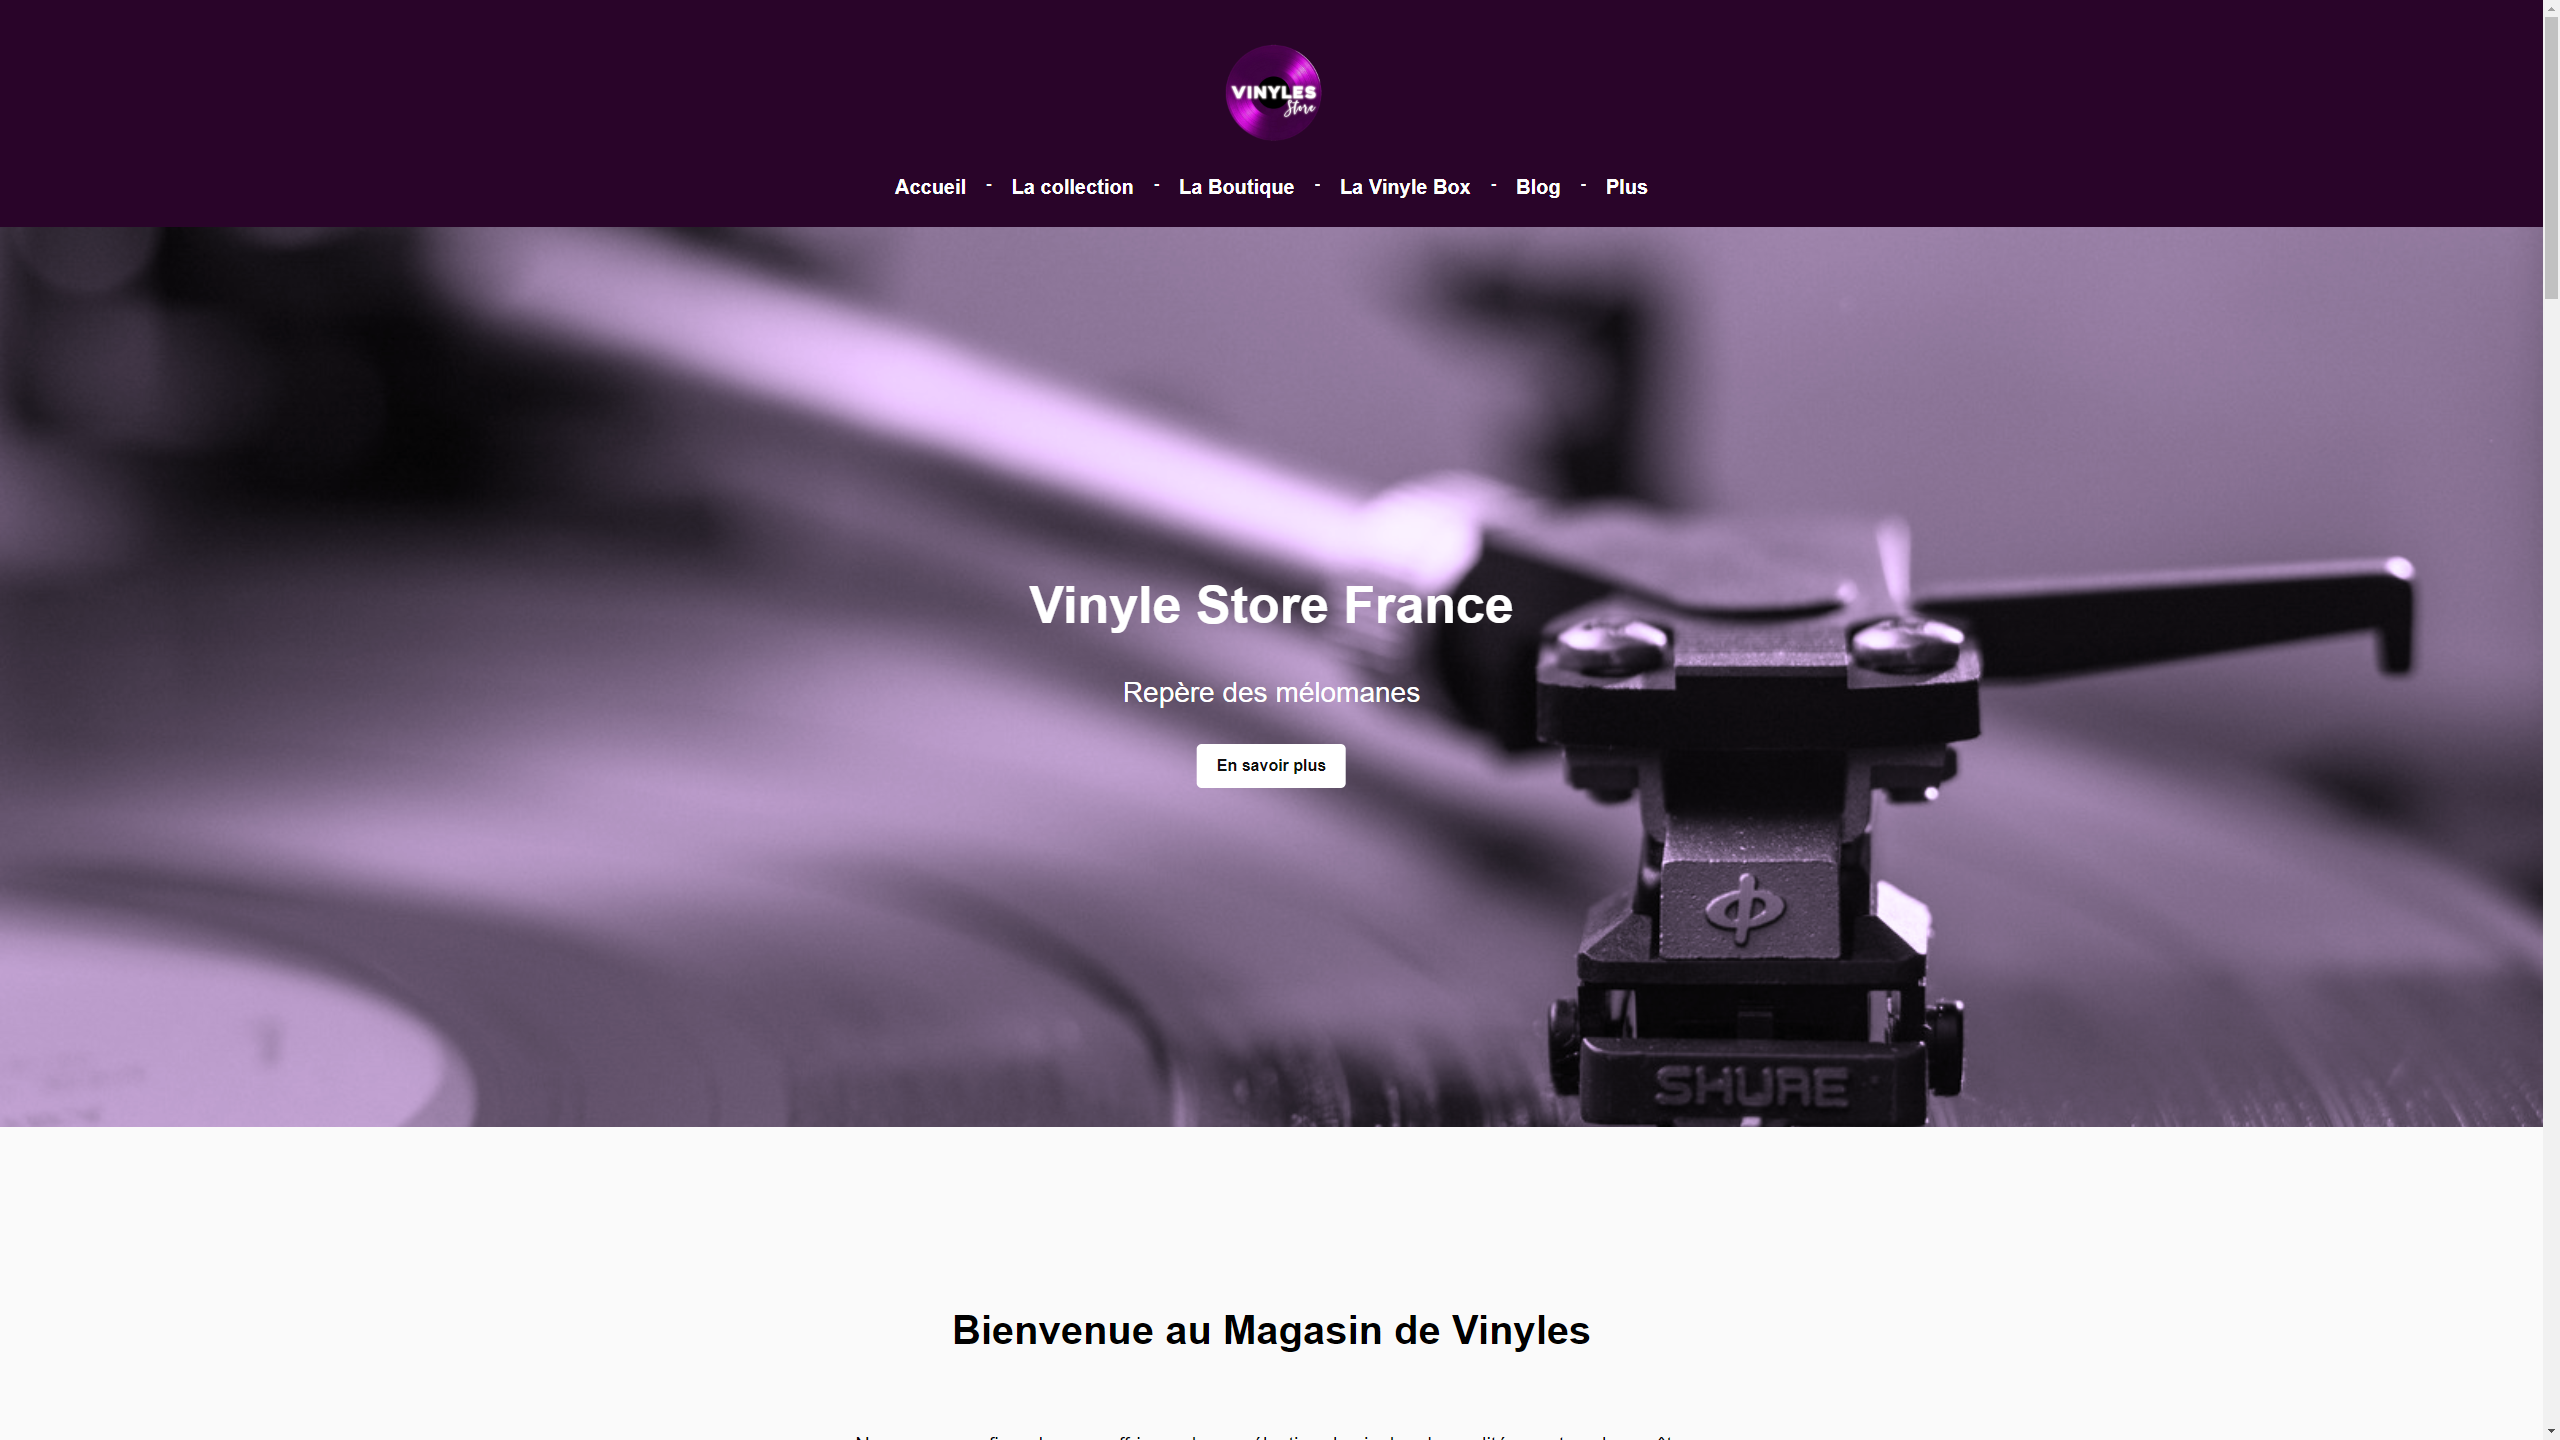 VINYLES
Store
Accueil - La collection - La Boutique - La Vinyle Box - Blog - Plus
Vinyle Store France
Repère des mélomanes
En savoir plus
SHURE
Bienvenue au Magasin de Vinyles